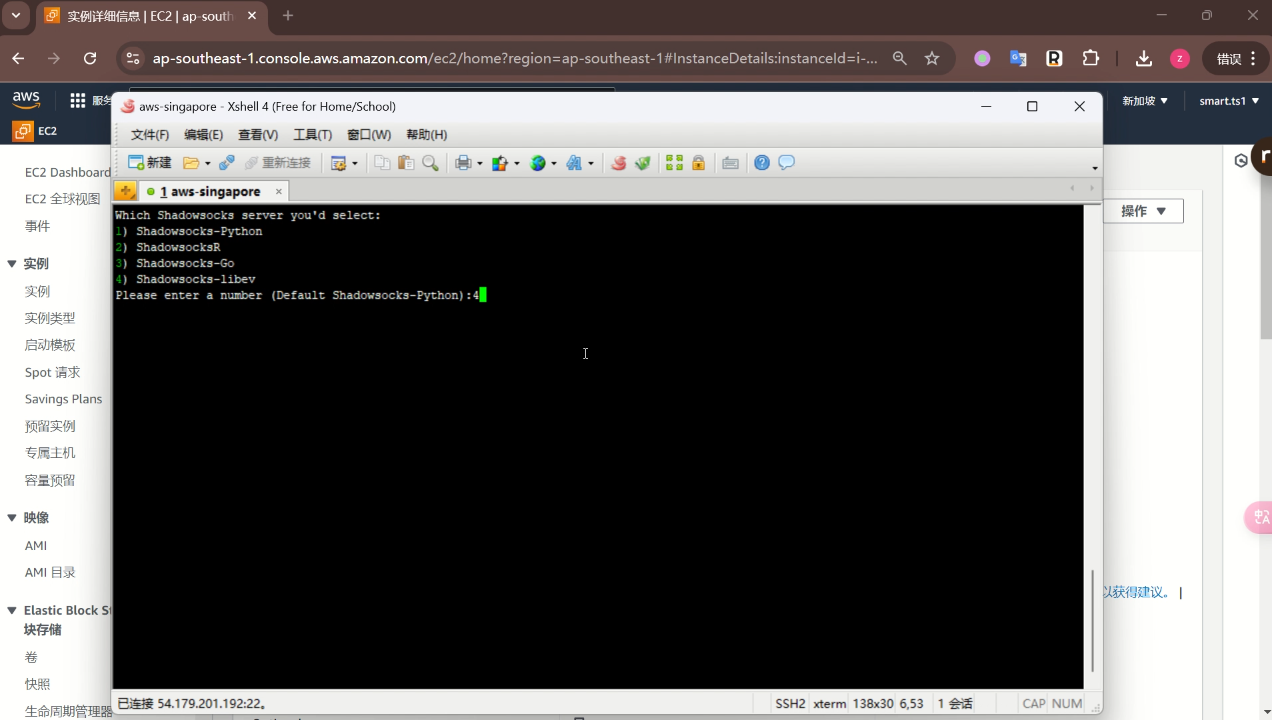 实例详细信息 | EC2 | ap-south
ap-southeast-1.console.aws.amazon.com/ec2/home?region=ap-southeast-1#InstanceDetails:instanceId=i-...
错误
aws
服务
新加坡
smart.ts1
EC2
aws-singapore - Xshell 4 (Free for Home/School)
文件(F) 编辑(E) 查看(V) 工具(T) 窗口(W) 帮助(H)
新建 重新连接
1 aws-singapore
Which Shadowsocks server you'd select:
1) Shadowsocks-Python
2) ShadowsocksR
3) Shadowsocks-Go
4) Shadowsocks-libev
Please enter a number (Default Shadowsocks-Python):4
已连接 54.179.201.192:22。
SSH2 xterm 138x30 6,53 1 会话 CAP NUM
EC2 Dashboard
EC2 全球视图
事件
实例
实例
实例类型
启动模板
Spot 请求
Savings Plans
预留实例
专属主机
容量预留
映像
AMI
AMI 目录
Elastic Block
块存储
卷
快照
生命周期管理器
操作
以获得建议。